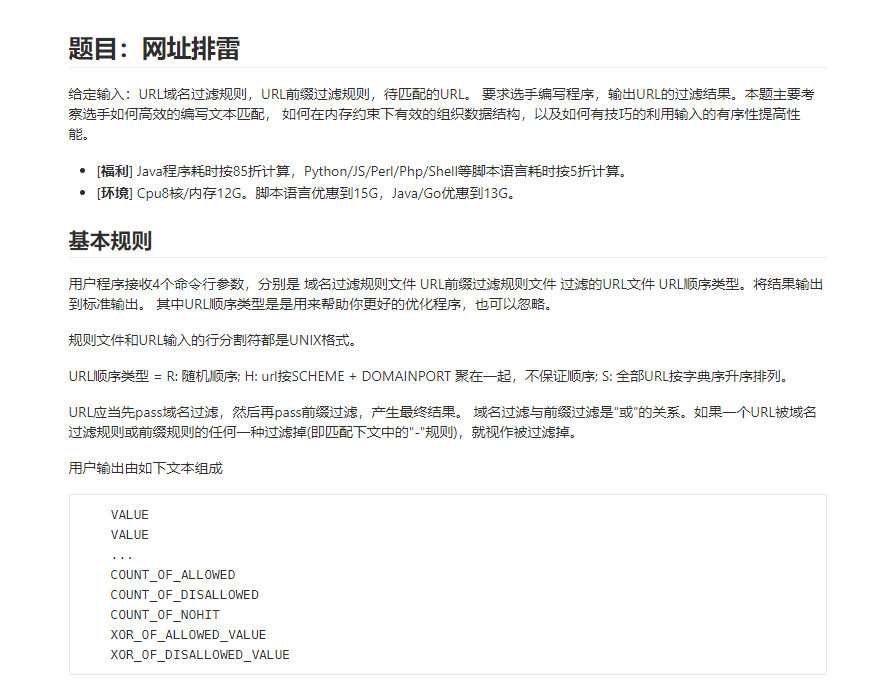 题目：网址排雷
给定输入：URL域名过滤规则，URL前缀过滤规则，待匹配的URL。 要求选手编写程序，输出URL的过滤结果。本题主要考
察选手如何高效的编写文本匹配， 如何在内存约束下有效的组织数据结构，以及如何有技巧的利用输入的有序性提高性
能。
• [福利] Java程序耗时按85折计算，Python/JS/Perl/Php/Shell等脚本语言耗时按5折计算。
• [环境] Cpu8核/内存12G。脚本语言优惠到15G，Java/Go优惠到13G。
基本规则
用户程序接收4个命令行参数，分别是 域名过滤规则文件 URL前缀过滤规则文件 过滤的URL文件 URL顺序类型。将结果输出
到标准输出。 其中URL顺序类型是是用来帮助你更好的优化程序，也可以忽略。
规则文件和URL输入的行分割符都是UNIX格式。
URL顺序类型 = R: 随机顺序; H: url按SCHEME + DOMAINPORT 聚在一起，不保证顺序; S: 全部URL按字典序升序排列。
URL应当先pass域名过滤，然后再pass前缀过滤，产生最终结果。 域名过滤与前缀过滤是"或"的关系。如果一个URL被域名
过滤规则或前缀规则的任何一种过滤掉(即匹配下文中的"-"规则)，就视作被过滤掉。
用户输出由如下文本组成
VALUE
VALUE
...
COUNT_OF_ALLOWED
COUNT_OF_DISALLOWED
COUNT_OF_NOHIT
XOR_OF_ALLOWED_VALUE
XOR_OF_DISALLOWED_VALUE